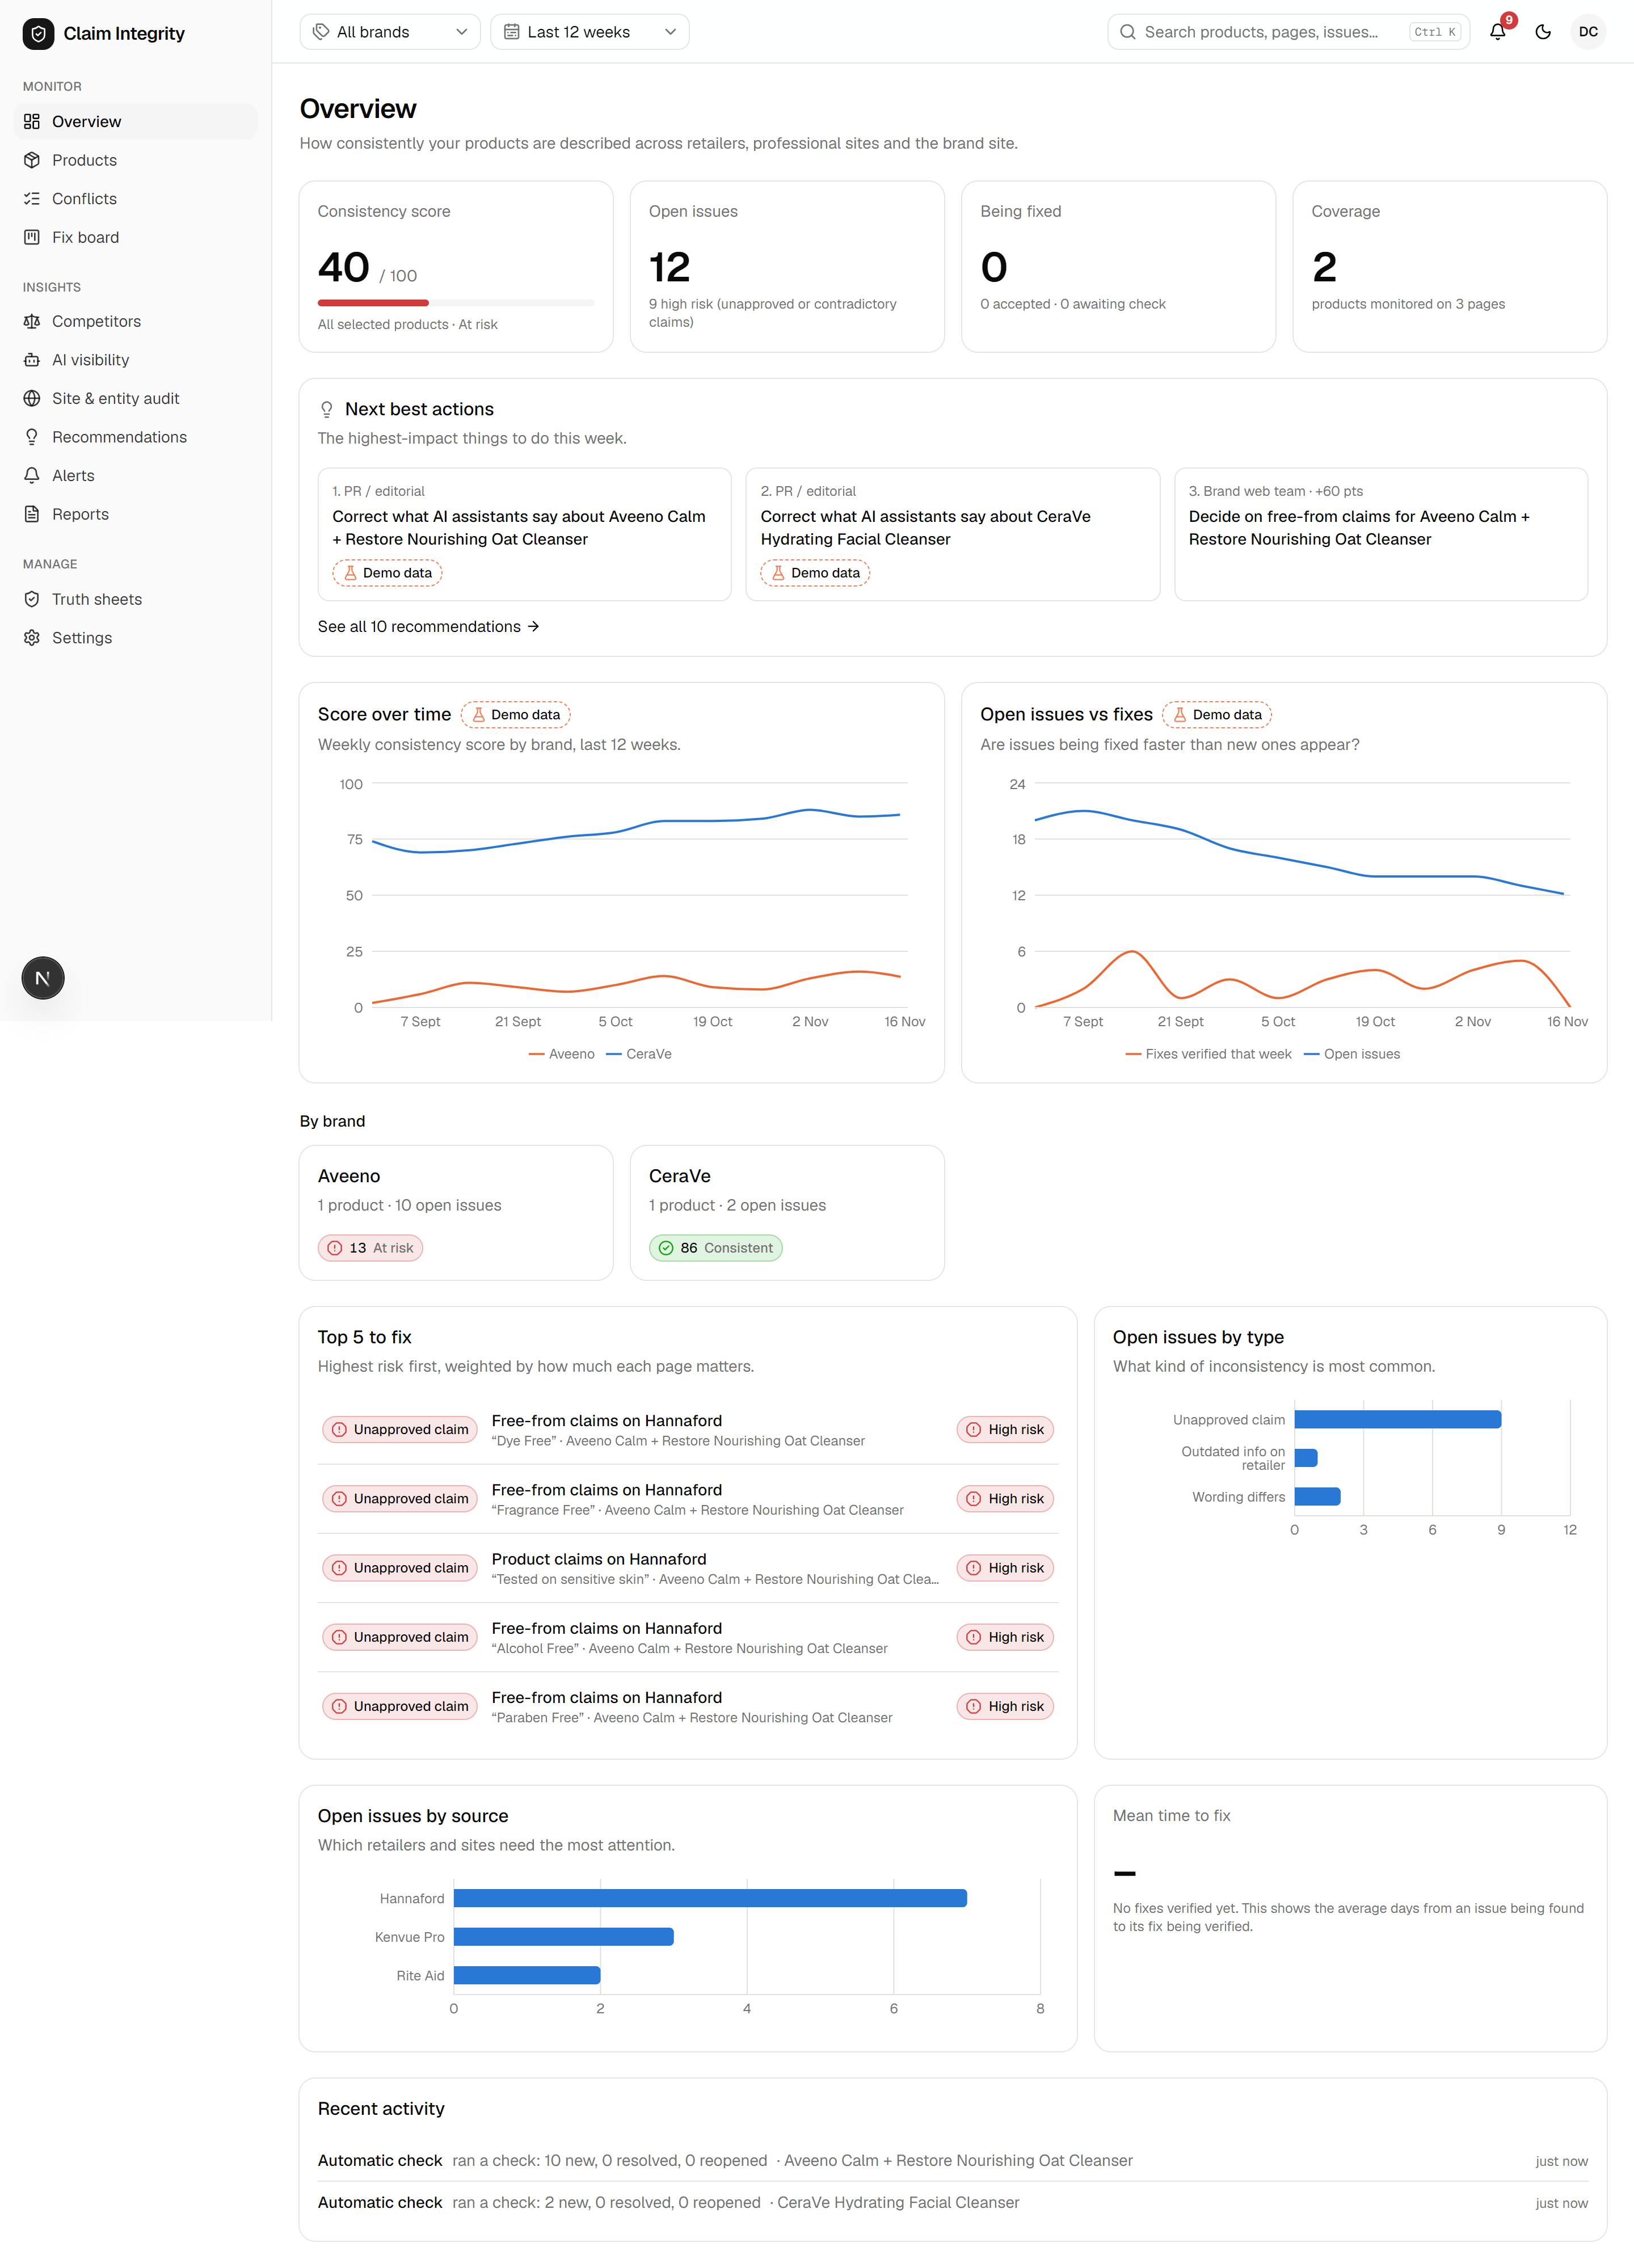 Claim Integrity
MONITOR
Overview
Products
Conflicts
Fix board
INSIGHTS
Competitors
AI visibility
Site & entity audit
Recommendations
Alerts
Reports
MANAGE
Truth sheets
Settings
N
All brands
Last 12 weeks
Search products, pages, issues...
Ctrl K
9
DC
Overview
How consistently your products are described across retailers, professional sites and the brand site.
Consistency score
40 / 100
All selected products · At risk
Open issues
12
9 high risk (unapproved or contradictory
claims)
Being fixed
0
0 accepted · 0 awaiting check
Coverage
2
products monitored on 3 pages
Next best actions
The highest-impact things to do this week.
1. PR / editorial
Correct what AI assistants say about Aveeno Calm
+ Restore Nourishing Oat Cleanser
Demo data
2. PR / editorial
Correct what AI assistants say about CeraVe
Hydrating Facial Cleanser
Demo data
3. Brand web team · +60 pts
Decide on free-from claims for Aveeno Calm +
Restore Nourishing Oat Cleanser
See all 10 recommendations →
Score over time
Demo data
Weekly consistency score by brand, last 12 weeks.
100
75
50
25
0
7 Sept 21 Sept 5 Oct 19 Oct 2 Nov 16 Nov
Aveeno CeraVe
Open issues vs fixes
Demo data
Are issues being fixed faster than new ones appear?
24
18
12
6
0
7 Sept 21 Sept 5 Oct 19 Oct 2 Nov 16 Nov
Fixes verified that week Open issues
By brand
Aveeno
1 product · 10 open issues
13 At risk
CeraVe
1 product · 2 open issues
86 Consistent
Top 5 to fix
Highest risk first, weighted by how much each page matters.
Unapproved claim
Free-from claims on Hannaford
“Dye Free” · Aveeno Calm + Restore Nourishing Oat Cleanser
High risk
Unapproved claim
Free-from claims on Hannaford
“Fragrance Free” · Aveeno Calm + Restore Nourishing Oat Cleanser
High risk
Unapproved claim
Product claims on Hannaford
“Tested on sensitive skin” · Aveeno Calm + Restore Nourishing Oat Clea...
High risk
Unapproved claim
Free-from claims on Hannaford
“Alcohol Free” · Aveeno Calm + Restore Nourishing Oat Cleanser
High risk
Unapproved claim
Free-from claims on Hannaford
“Paraben Free” · Aveeno Calm + Restore Nourishing Oat Cleanser
High risk
Open issues by type
What kind of inconsistency is most common.
Unapproved claim
Outdated info on
retailer
Wording differs
0 3 6 9 12
Open issues by source
Which retailers and sites need the most attention.
Hannaford
Kenvue Pro
Rite Aid
0 2 4 6 8
Mean time to fix
–
No fixes verified yet. This shows the average days from an issue being found
to its fix being verified.
Recent activity
Automatic check ran a check: 10 new, 0 resolved, 0 reopened · Aveeno Calm + Restore Nourishing Oat Cleanser just now
Automatic check ran a check: 2 new, 0 resolved, 0 reopened · CeraVe Hydrating Facial Cleanser just now